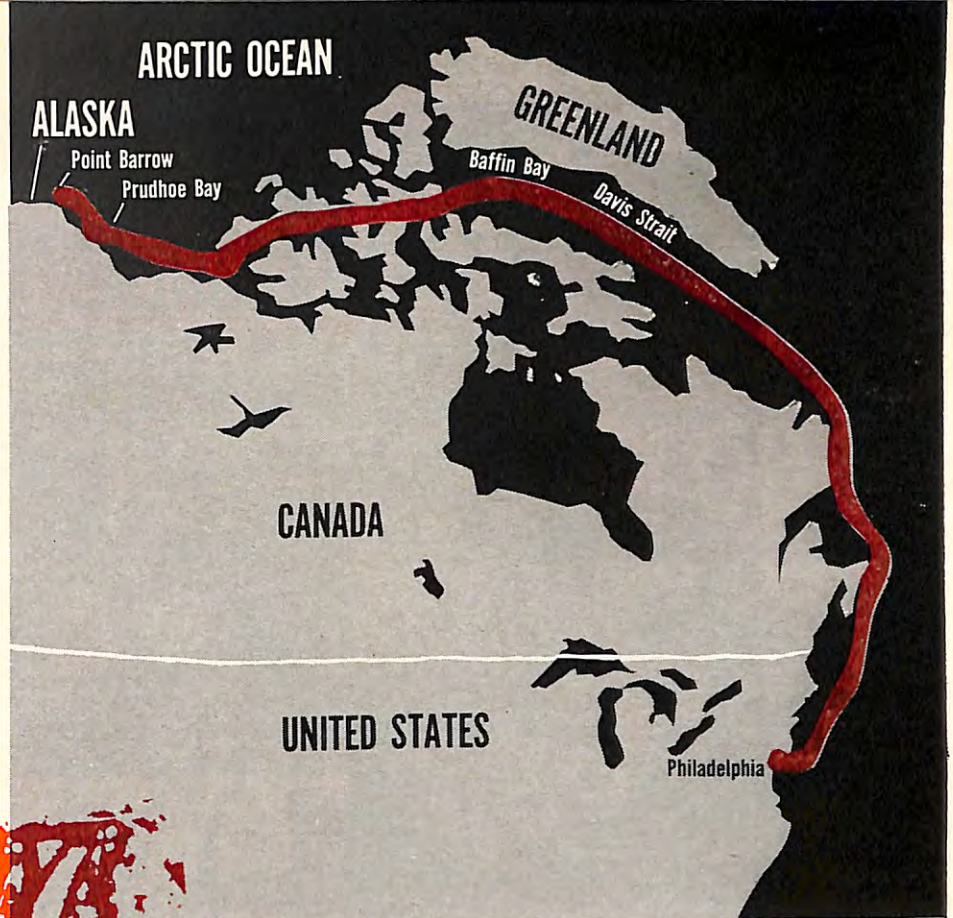 ARCTIC OCEAN
GREENLAND
ALASKA
Point Barrow
Prudhoe Bay
Baffin Bay
Davis Strait
CANADA
UNITED STATES
Philadelphia